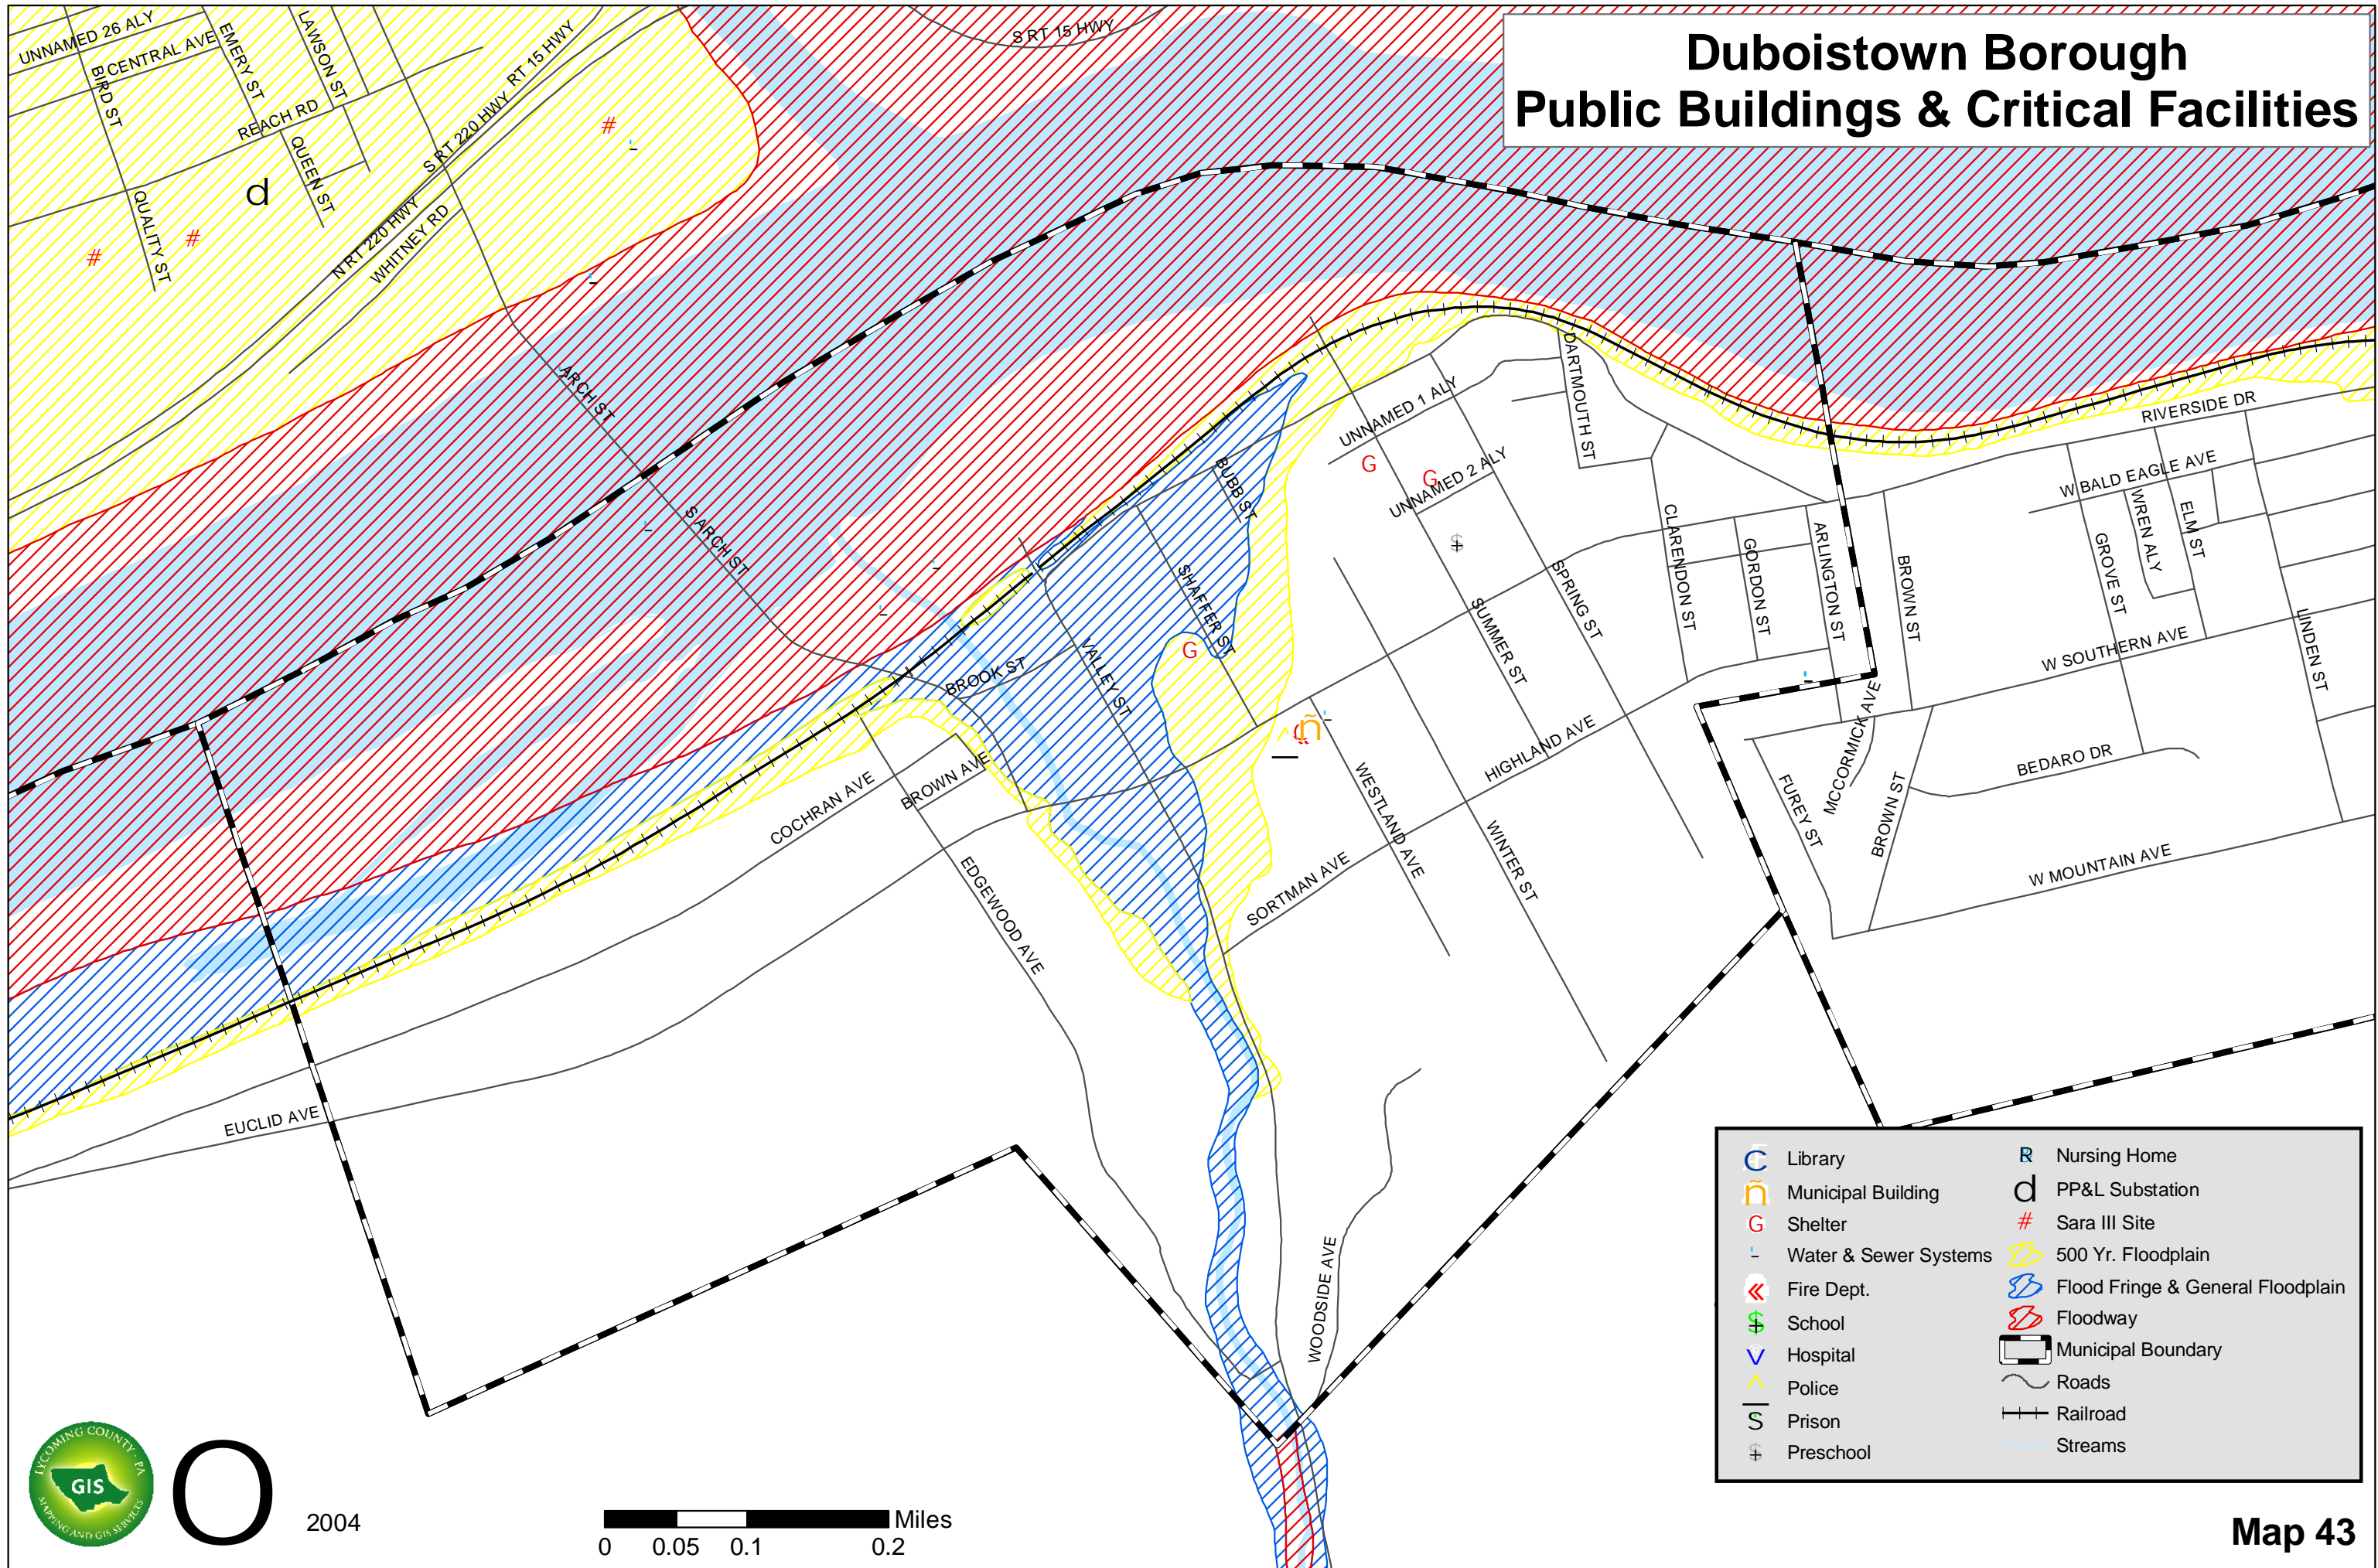 Duboistown Borough
Public Buildings & Critical Facilities
UNNAMED 26 ALY
CENTRAL AVE
BIRD ST
EMERY ST
LAWSON ST
REACH RD
QUEEN ST
QUALITY ST
d
#
#
#
S RT 220 HWY
RT 15 HWY
N RT 220 HWY
WHITNEY RD
S RT 15 HWY
ARCH ST
S ARCH ST
UNNAMED 1 ALY
UNNAMED 2 ALY
DARTMOUTH ST
G
G
G
BUBB ST
SHAFFER ST
VALLEY ST
BROOK ST
CLARENDON ST
GORDON ST
ARLINGTON ST
SPRING ST
SUMMER ST
BROWN ST
RIVERSIDE DR
W BALD EAGLE AVE
WREN ALY
ELM ST
GROVE ST
LINDEN ST
W SOUTHERN AVE
MCCORMICK AVE
BEDARO DR
FUREY ST
BROWN ST
W MOUNTAIN AVE
ñ
HIGHLAND AVE
WESTLAND AVE
WINTER ST
SORTMAN AVE
COCHRAN AVE
BROWN AVE
EDGEWOOD AVE
EUCLID AVE
WOODSIDE AVE
C Library
ñ Municipal Building
G Shelter
Water & Sewer Systems
« Fire Dept.
$ School
V Hospital
^ Police
S Prison
$ Preschool
R Nursing Home
d PP&L Substation
# Sara III Site
500 Yr. Floodplain
Flood Fringe & General Floodplain
Floodway
Municipal Boundary
Roads
Railroad
Streams
LYCOMING COUNTY PA
GIS
MAPPING AND GIS SERVICES
O
2004
Miles
0 0.05 0.1 0.2
Map 43